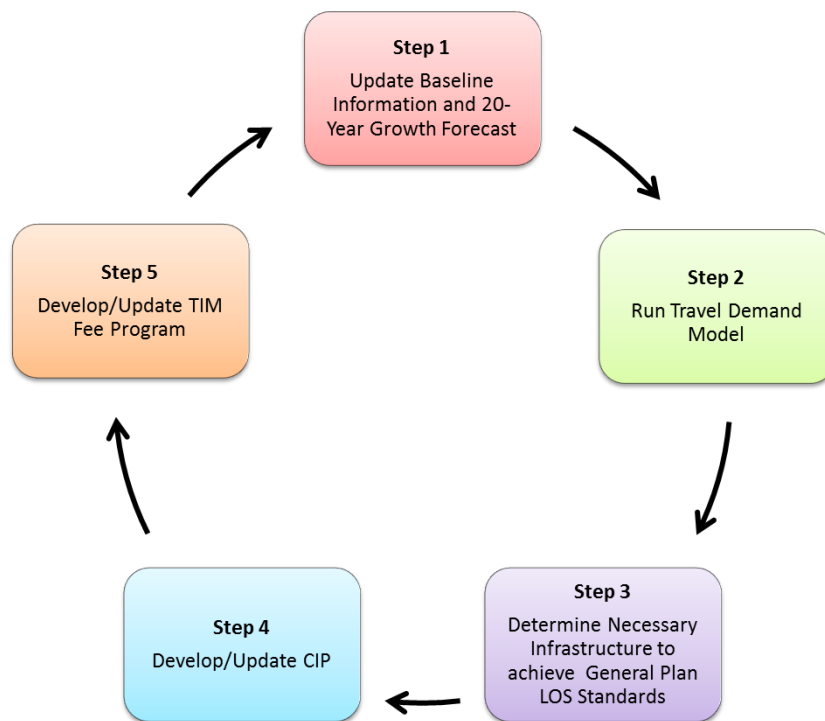 Step 1
Update Baseline
Information and 20-
Year Growth Forecast
Step 2
Run Travel Demand
Model
Step 3
Determine Necessary
Infrastructure to
achieve General Plan
LOS Standards
Step 4
Develop/Update CIP
Step 5
Develop/Update TIM
Fee Program